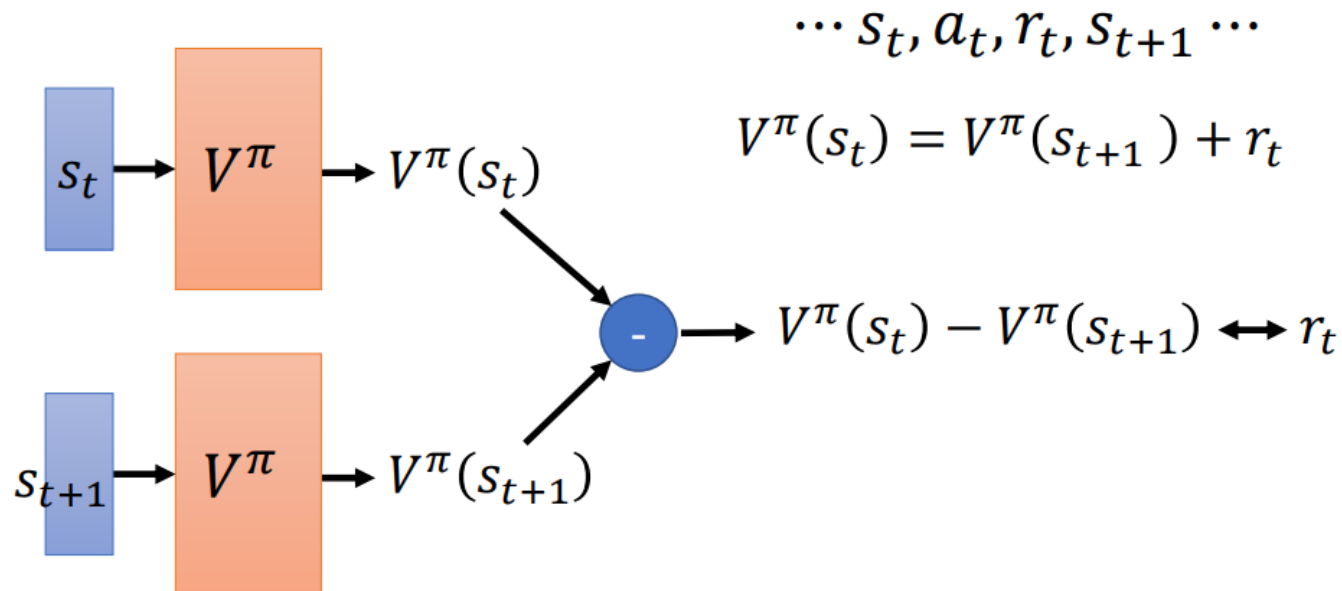 ⋯ s_t, a_t, r_t, s_{t+1} ⋯
V^π(s_t) = V^π(s_{t+1}) + r_t
s_t V^π V^π(s_t)
- V^π(s_t) − V^π(s_{t+1}) ↔ r_t
s_{t+1} V^π V^π(s_{t+1})